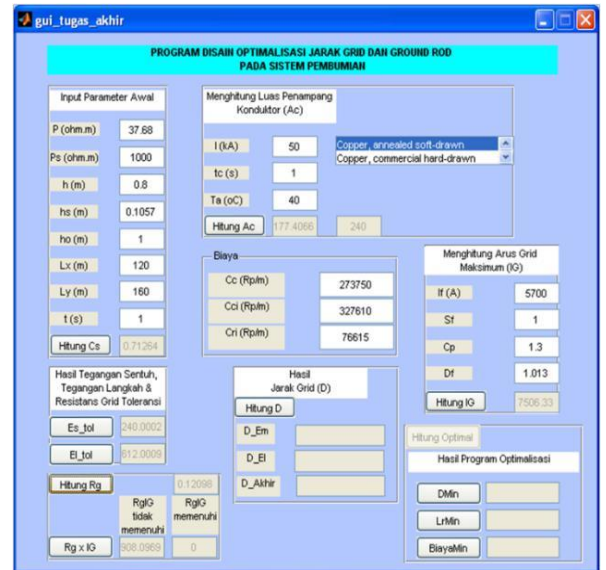 gui_tugas_akhir
PROGRAM DISAIN OPTIMALISASI JARAK GRID DAN GROUND ROD
PADA SISTEM PEMBUMIAN
Input Parameter Awal
P (ohm.m) 37.68
Ps (ohm.m) 1000
h (m) 0.8
hs (m) 0.1057
ho (m) 1
Lx (m) 120
Ly (m) 160
t (s) 1
Hitung Cs 0.71264
Menghitung Luas Penampang
Konduktor (Ac)
I (kA) 50
tc (s) 1
Ta (oC) 40
Copper, annealed soft-drawn
Copper, commercial hard-drawn
Hitung Ac 177.4066 240
Biaya
Cc (Rp/m) 273750
Cci (Rp/m) 327610
Cri (Rp/m) 76615
Menghitung Arus Grid
Maksimum (IG)
If (A) 5700
Sf 1
Cp 1.3
Df 1.013
Hitung IG 7506.33
Hasil Tegangan Sentuh,
Tegangan Langkah &
Resistans Grid Toleransi
Es_tol 240.0002
El_tol 612.0009
Hitung Rg 0.12098
RgIG
tidak
memenuhi
RgIG
memenuhi
Rg x IG 908.0969 0
Hasil
Jarak Grid (D)
Hitung D
D_Em
D_El
D_Akhir
Hitung Optimal
Hasil Program Optimalisasi
DMin
LrMin
BiayaMin